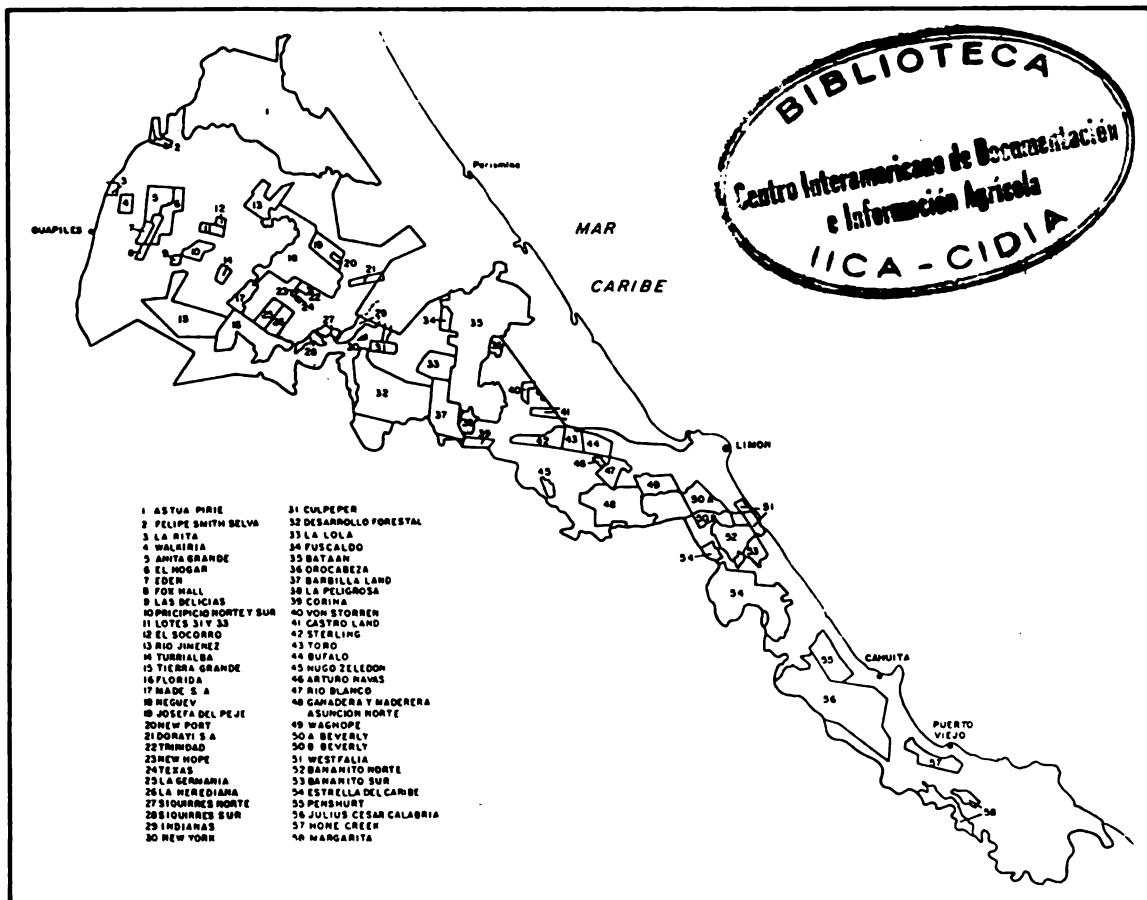 BIBLIOTECA
Centro Interamericano de Documentación
e Información Agrícola
IICA - CIDIA
Parismina
MAR
CARIBE
GUAPILES
LIMON
CAHUITA
PUERTO
VIEJO
1 ASTUA PIRIE
2 FELIPE SMITH SELVA
3 LA RITA
4 WALKIRIA
5 ANITA GRANDE
6 EL HOGAR
7 EDEN
8 FOX HALL
9 LAS DELICIAS
10 PRICIPICIO NORTE Y SUR
11 LOTES 31 Y 33
12 EL SOCORRO
13 RIO JIMENEZ
14 TURRIALBA
15 TIERRA GRANDE
16 FLORIDA
17 MADE S. A
18 NEGUEV
19 JOSEFA DEL PEJE
20 NEW PORT
21 DORATI S A
22 TRINIDAD
23 NEW HOPE
24 TEXAS
25 LA GERMANIA
26 LA HEREDIANA
27 SIQUIRRES NORTE
28 SIQUIRRES SUR
29 INDIANAS
30 NEW YORK
31 CULPEPER
32 DESARROLLO FORESTAL
33 LA LOLA
34 FUSCALDO
35 BATAAN
36 OROCABEZA
37 BARBILLA LAND
38 LA PELIGROSA
39 CORINA
40 VON STORREN
41 CASTRO LAND
42 STERLING
43 TORO
44 BUFALO
45 HUGO ZELEDON
46 ARTURO NAVAS
47 RIO BLANCO
48 GANADERA Y MADERERA
ASUNCION NORTE
49 WAGHOPE
50 A BEVERLY
50 B BEVERLY
51 WESTFALIA
52 BANANITO NORTE
53 BANANITO SUR
54 ESTRELLA DEL CARIBE
55 PENSHURT
56 JULIUS CESAR CALABRIA
57 HONE CREEK
58 MARGARITA